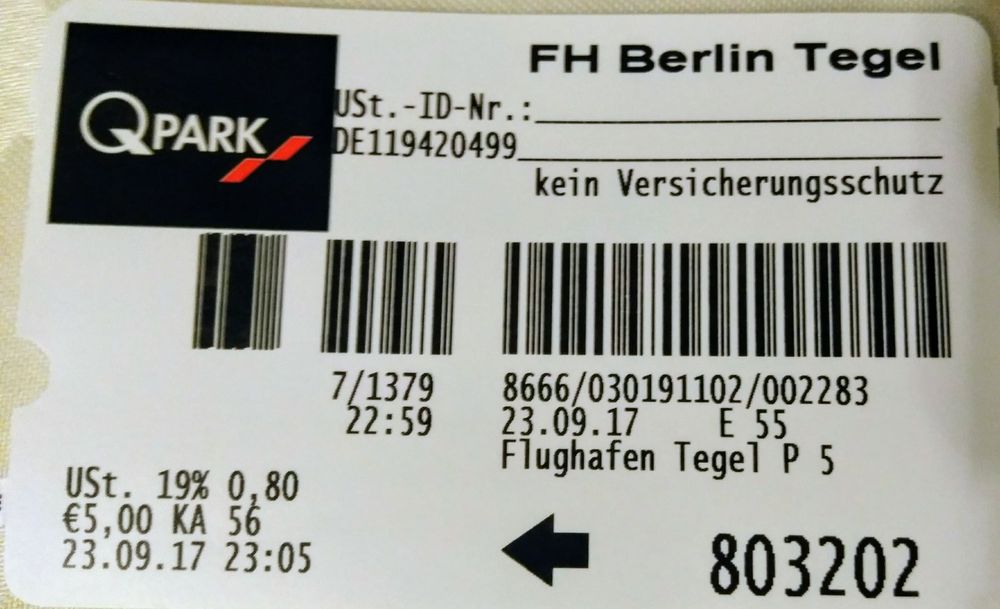 FH Berlin Tegel
QPARK
USt.-ID-Nr.:
DE119420499
kein Versicherungsschutz
7/1379 8666/030191102/002283
22:59 23.09.17 E 55
Flughafen Tegel P 5
USt. 19% 0,80
€5,00 KA 56
23.09.17 23:05
803202